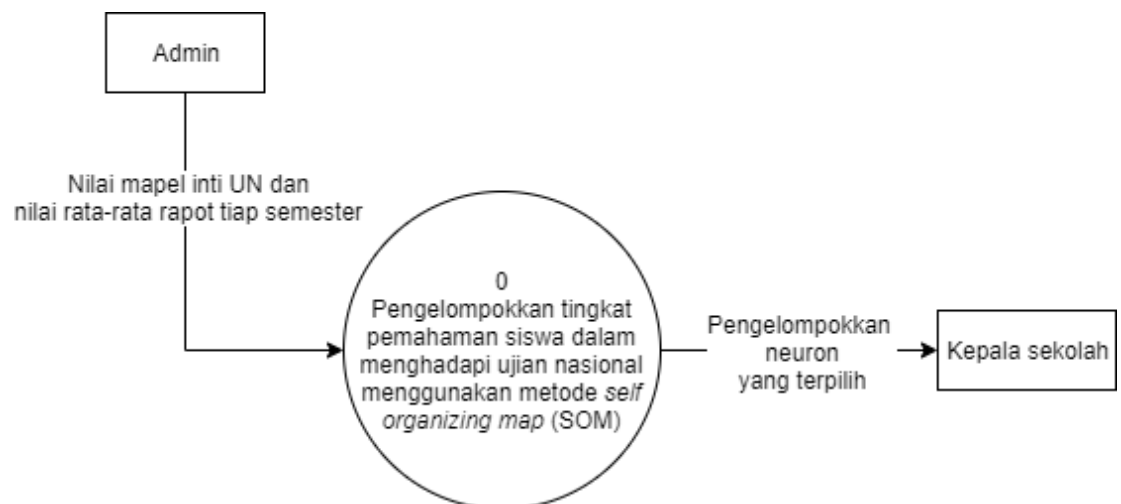 Admin
Nilai mapel inti UN dan
nilai rata-rata rapot tiap semester
0
Pengelompokkan tingkat
pemahaman siswa dalam
menghadapi ujian nasional
menggunakan metode self
organizing map (SOM)
Pengelompokkan
neuron
yang terpilih
Kepala sekolah